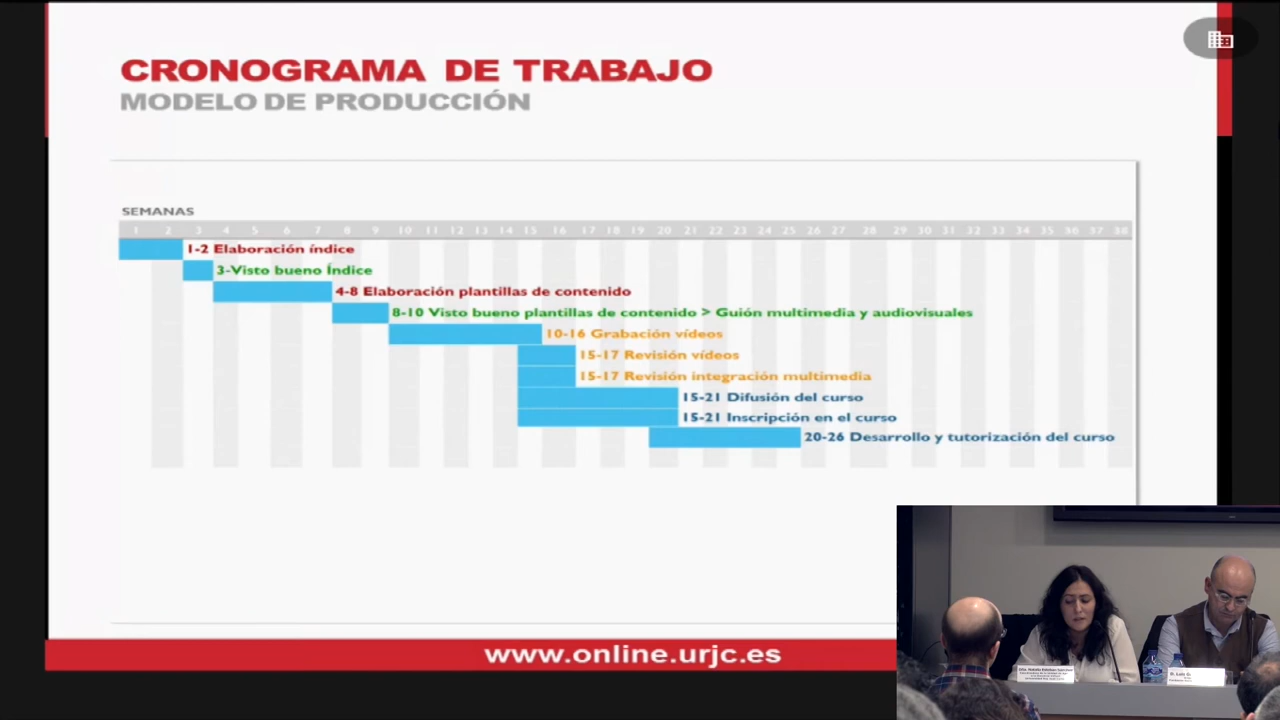 CRONOGRAMA DE TRABAJO
MODELO DE PRODUCCIÓN
SEMANAS
1 2 3 4 5 6 7 8 9 10 11 12 13 14 15 16 17 18 19 20 21 22 23 24 25 26 27 28 29 30 31 32 33 34 35 36 37 38
1-2 Elaboración índice
3-Visto bueno Índice
4-8 Elaboración plantillas de contenido
8-10 Visto bueno plantillas de contenido > Guión multimedia y audiovisuales
10-16 Grabación vídeos
15-17 Revisión vídeos
15-17 Revisión integración multimedia
15-21 Difusión del curso
15-21 Inscripción en el curso
20-26 Desarrollo y tutorización del curso
www.online.urjc.es
D. Luis